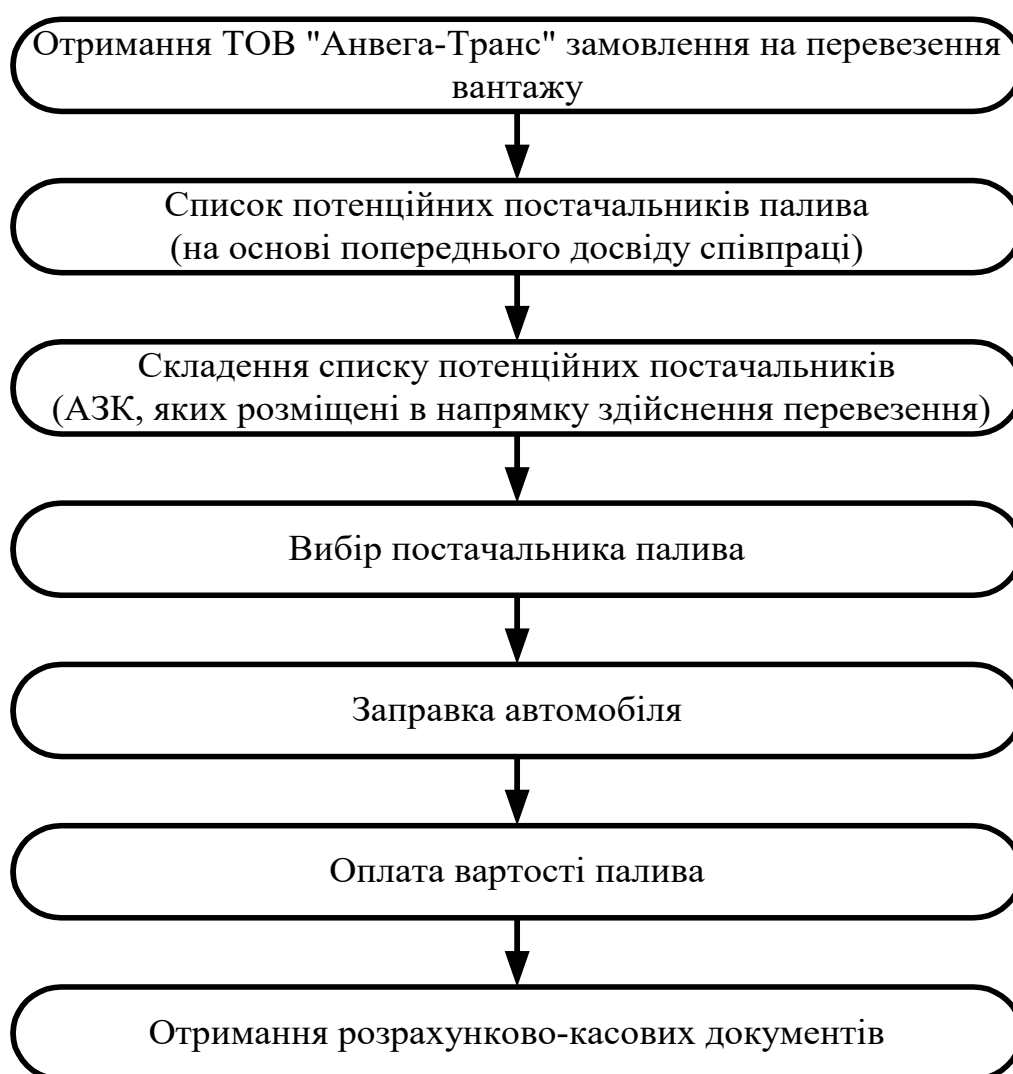 Отримання ТОВ "Анвега-Транс" замовлення на перевезення
вантажу
Список потенційних постачальників палива
(на основі попереднього досвіду співпраці)
Складення списку потенційних постачальників
(АЗК, яких розміщені в напрямку здійснення перевезення)
Вибір постачальника палива
Заправка автомобіля
Оплата вартості палива
Отримання розрахунково-касових документів